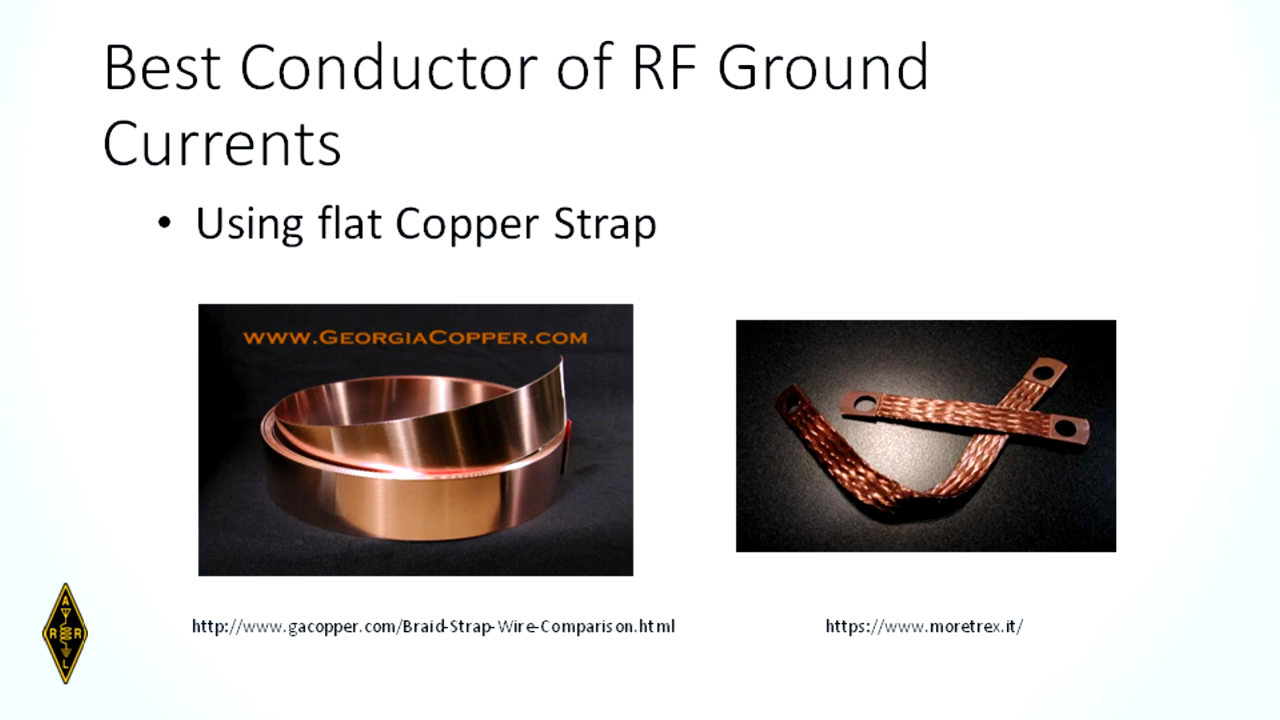 Best Conductor of RF Ground
Currents
• Using flat Copper Strap
www.GeorgiaCopper.com
http://www.gacopper.com/Braid-Strap-Wire-Comparison.html
https://www.moretrex.it/
A
R R
L